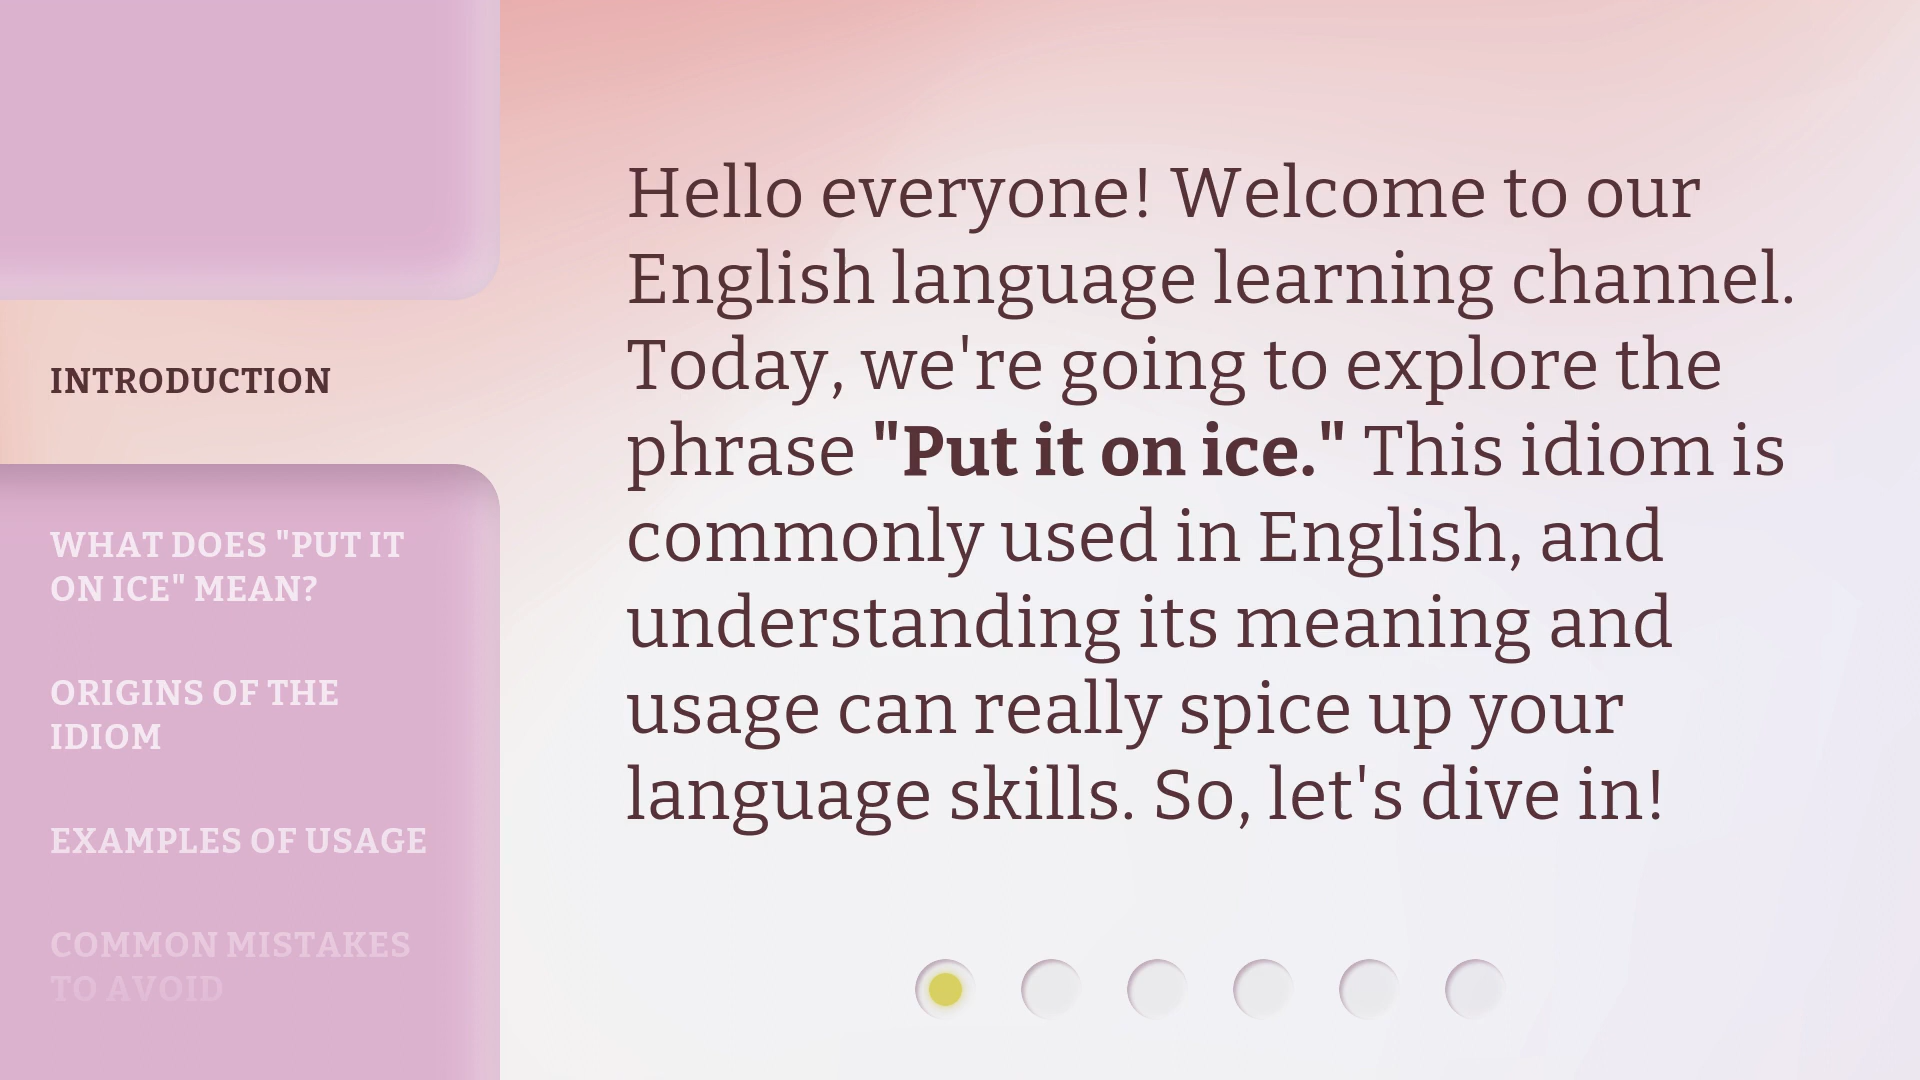 INTRODUCTION
WHAT DOES "PUT IT
ON ICE" MEAN?
ORIGINS OF THE
IDIOM
EXAMPLES OF USAGE
COMMON MISTAKES
TO AVOID
Hello everyone! Welcome to our
English language learning channel.
Today, we're going to explore the
phrase "Put it on ice." This idiom is
commonly used in English, and
understanding its meaning and
usage can really spice up your
language skills. So, let's dive in!